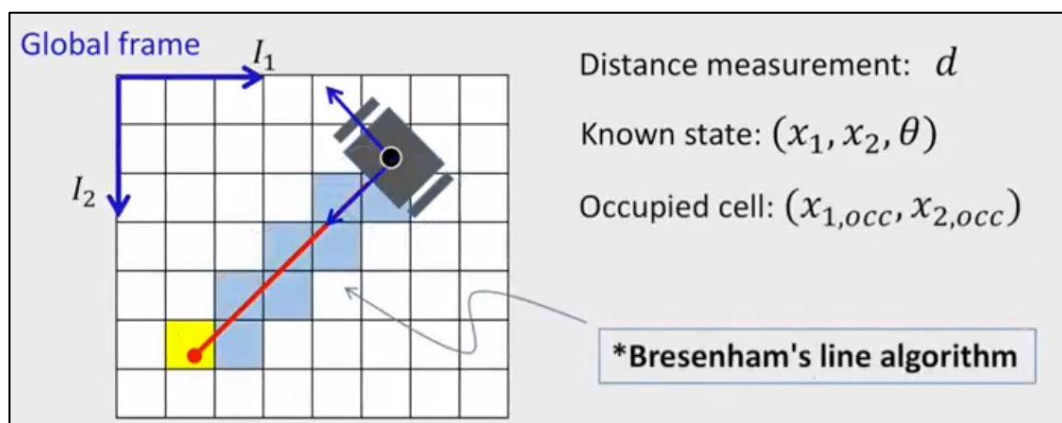 Global frame
I₁
I₂
Distance measurement: d
Known state: (x₁, x₂, θ)
Occupied cell: (x₁,occ, x₂,occ)
*Bresenham's line algorithm